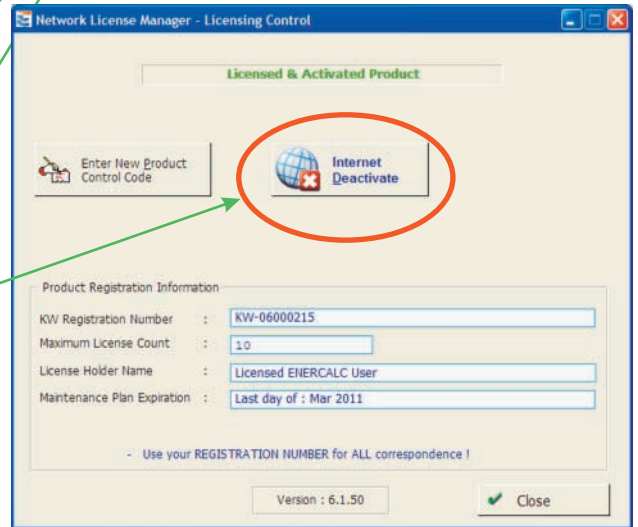 Network License Manager - Licensing Control
Licensed & Activated Product
Enter New Product
Control Code
Internet
Deactivate
Product Registration Information
KW Registration Number : KW-06000215
Maximum License Count : 10
License Holder Name : Licensed ENERCALC User
Maintenance Plan Expiration : Last day of : Mar 2011
- Use your REGISTRATION NUMBER for ALL correspondence !
Version : 6.1.50
Close